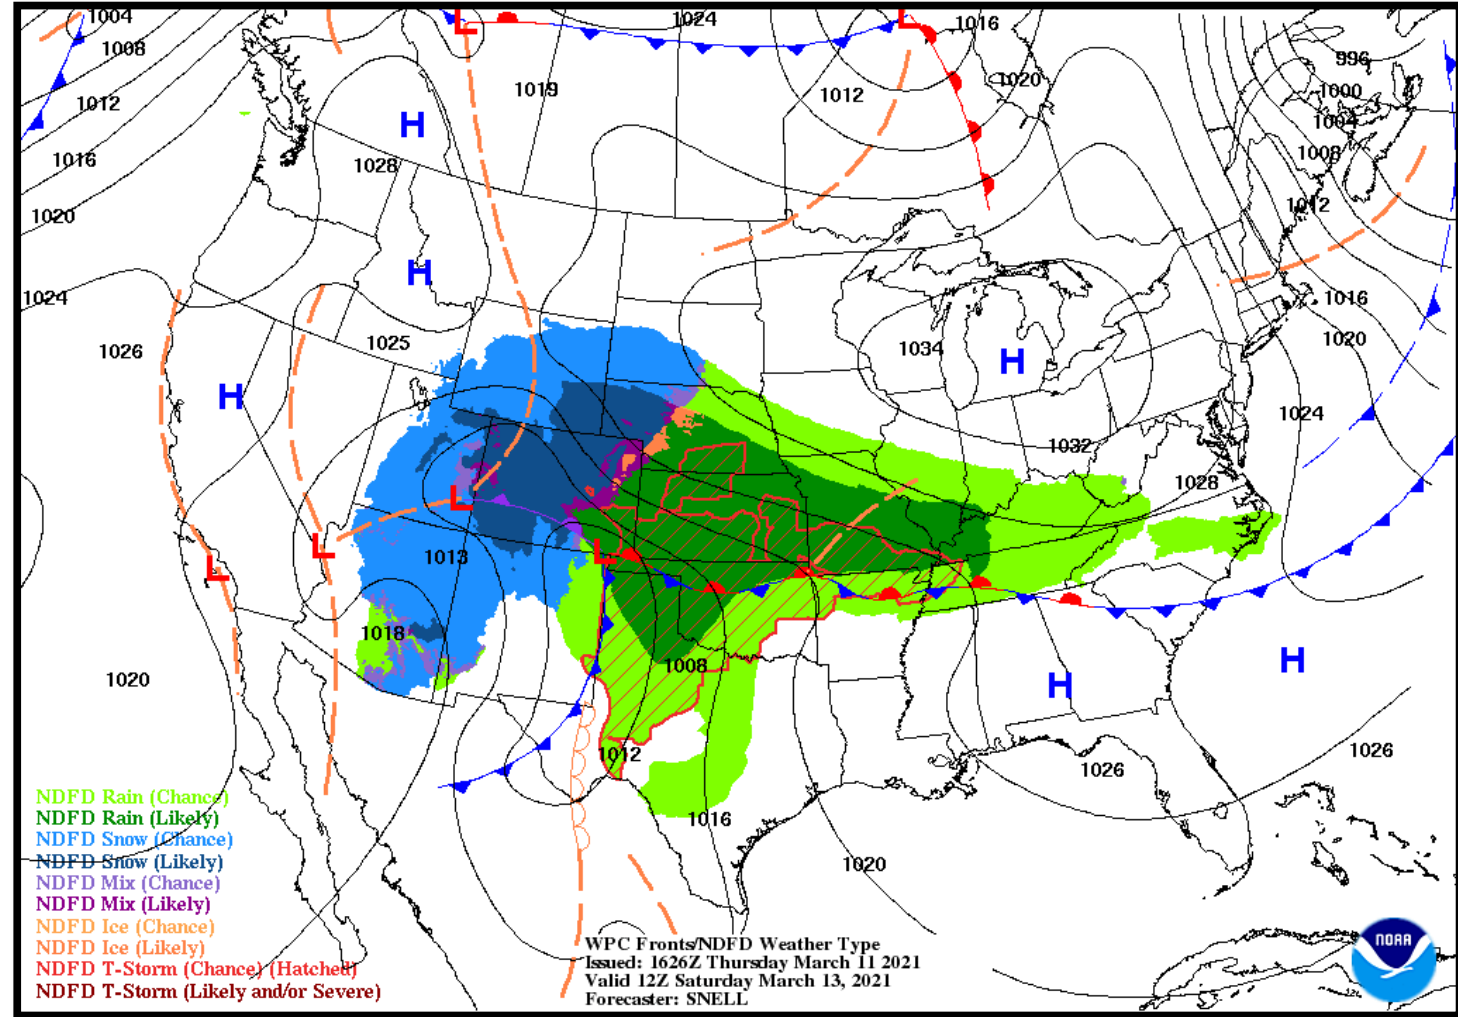 1004
1024
1016
1008
996
1019
1020
1012
1000
1012
H
1004
1016
1028
1008
1020
1012
H
1024
1016
1026
1025
1034
H
1020
H
1024
1032
1028
L
L
1013
L
L
L
1018
1008
H
H
1020
1012
1026
1026
1016
1020
L
L
NDFD Rain (Chance)
NDFD Rain (Likely)
NDFD Snow (Chance)
NDFD Snow (Likely)
NDFD Mix (Chance)
NDFD Mix (Likely)
NDFD Ice (Chance)
NDFD Ice (Likely)
NDFD T-Storm (Chance) (Hatched)
NDFD T-Storm (Likely and/or Severe)
WPC Fronts/NDFD Weather Type
Issued: 1626Z Thursday March 11 2021
Valid 12Z Saturday March 13, 2021
Forecaster: SNELL
NOAA